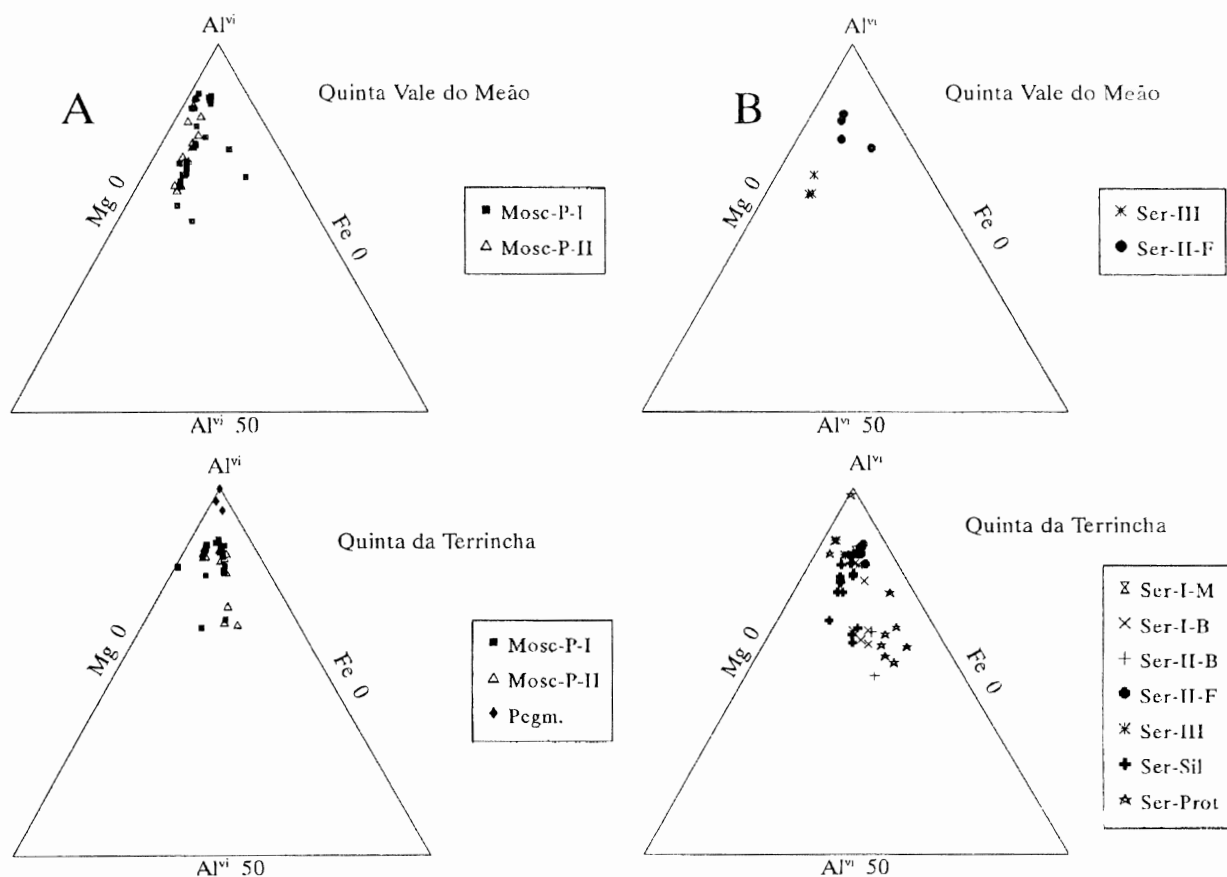 Al^vi
Quinta Vale do Meão
A
Mg 0
Fe 0
Mosc-P-I
Mosc-P-II
Al^vi 50
Al^vi
Quinta Vale do Meão
B
Mg 0
Fe 0
Ser-III
Ser-II-F
Al^vi 50
Al^vi
Quinta da Terrincha
Mg 0
Fe 0
Mosc-P-I
Mosc-P-II
Pegm.
Al^vi 50
Al^vi
Quinta da Terrincha
Mg 0
Fe 0
Ser-I-M
Ser-I-B
Ser-II-B
Ser-II-F
Ser-III
Ser-Sil
Ser-Prot
Al^vi 50